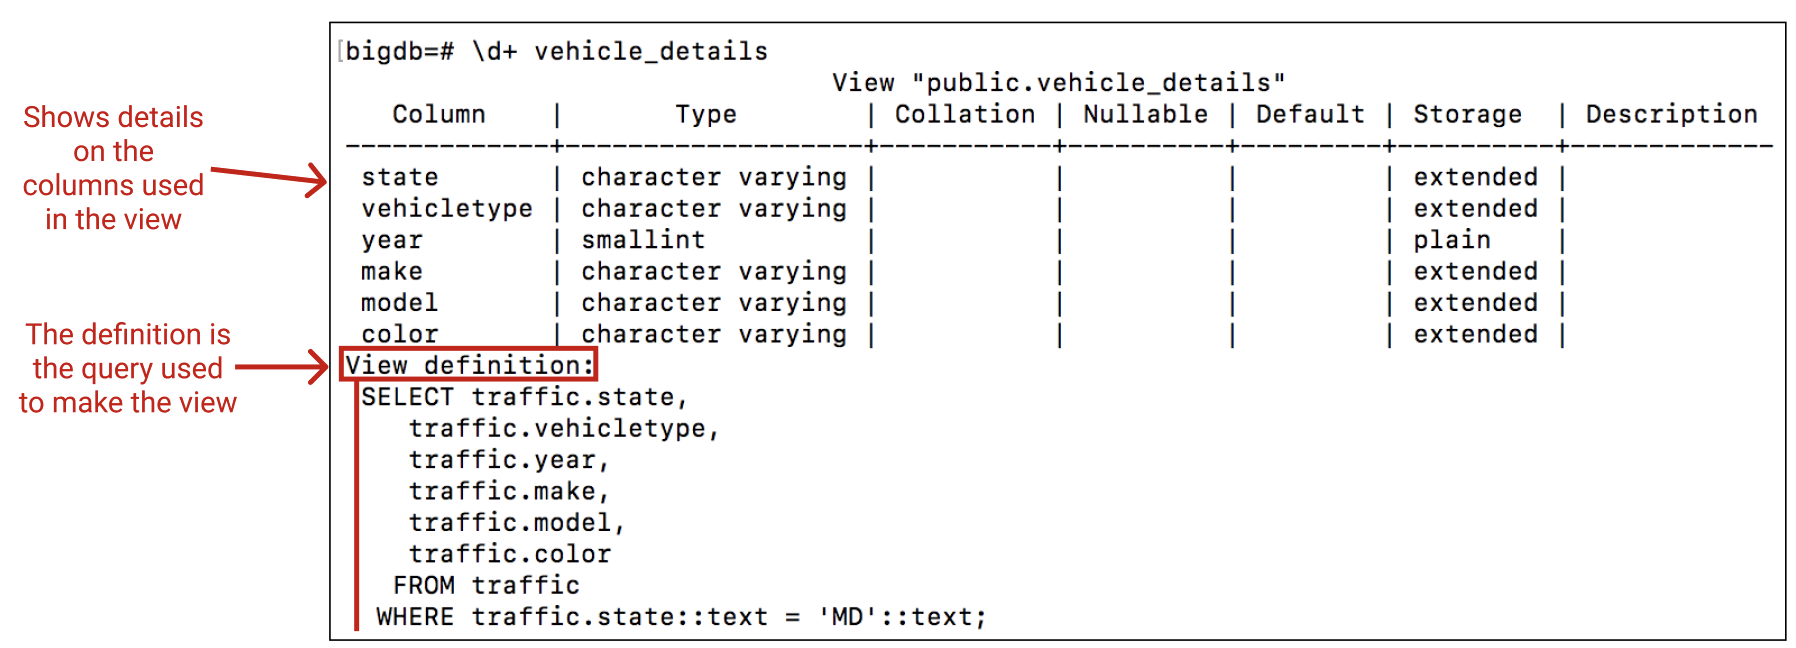 [bigdb=# \d+ vehicle_details
View "public.vehicle_details"
Column | Type | Collation | Nullable | Default | Storage | Description
-------------+-------------------+-----------+----------+---------+----------+-------------
state | character varying | | | | extended |
vehicletype | character varying | | | | extended |
year | smallint | | | | plain |
make | character varying | | | | extended |
model | character varying | | | | extended |
color | character varying | | | | extended |
View definition:
SELECT traffic.state,
traffic.vehicletype,
traffic.year,
traffic.make,
traffic.model,
traffic.color
FROM traffic
WHERE traffic.state::text = 'MD'::text;
Shows details
on the
columns used
in the view
The definition is
the query used
to make the view